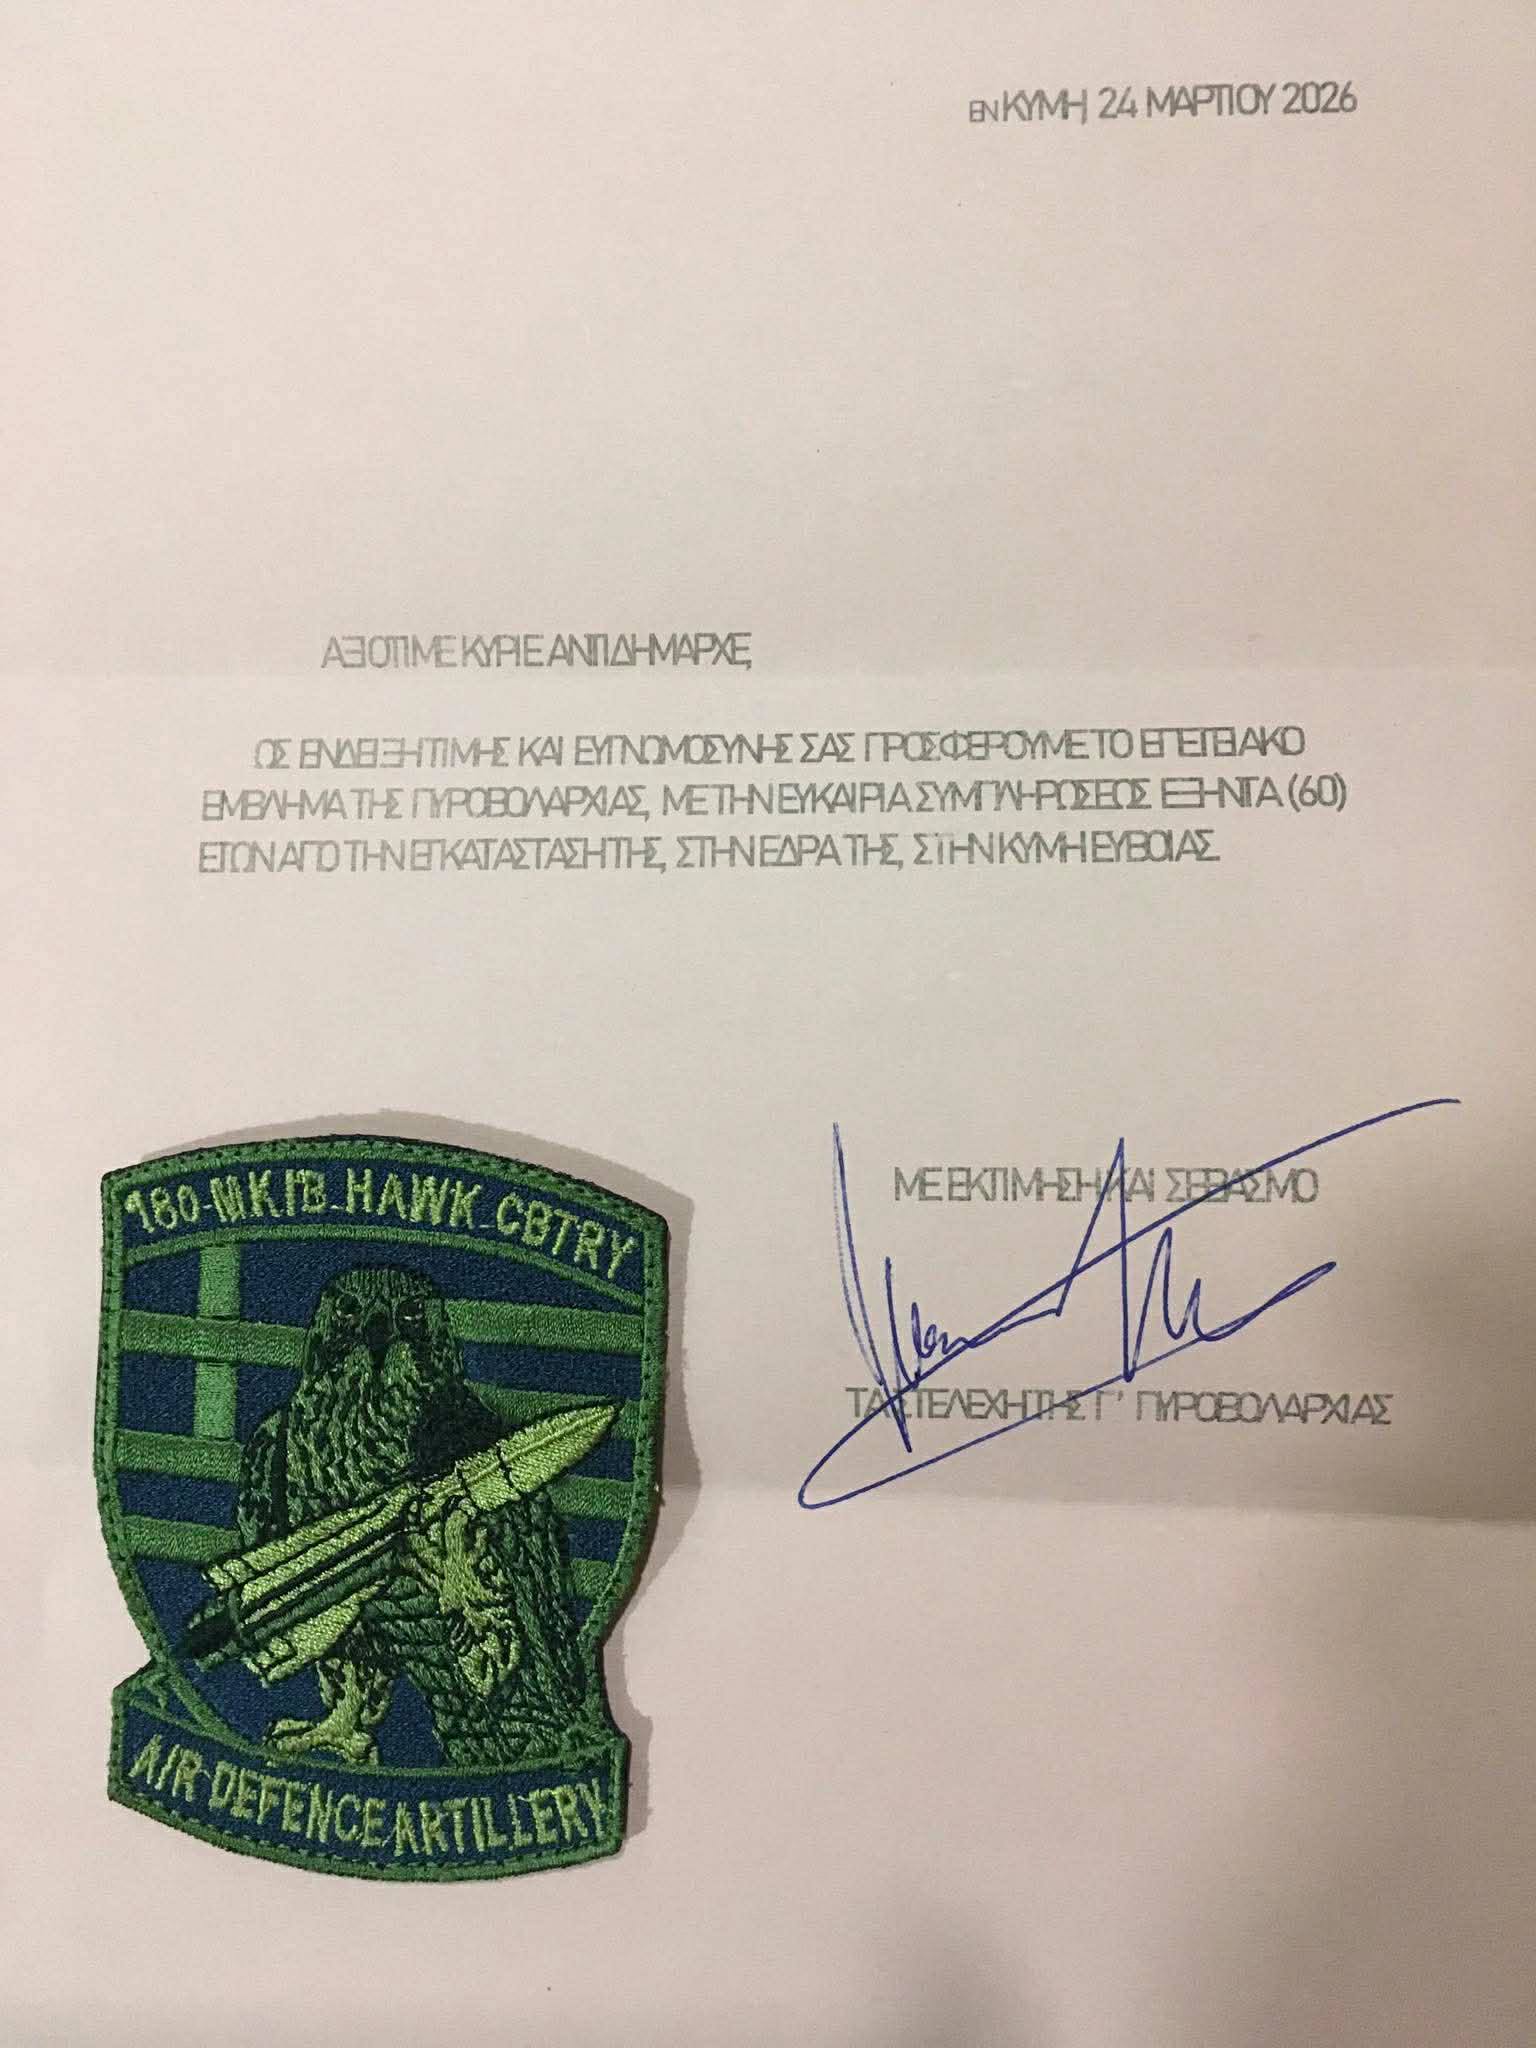 ΕΝ ΚΥΜΗ, 24 ΜΑΡΤΙΟΥ 2026
ΑΞΙΟΤΙΜΕ ΚΥΡΙΕ ΑΝΤΙΔΗΜΑΡΧΕ,
ΩΣ ΕΝΔΕΙΞΗ ΤΙΜΗΣ ΚΑΙ ΕΥΓΝΩΜΟΣΥΝΗΣ ΣΑΣ ΠΡΟΣΦΕΡΟΥΜΕ ΤΟ ΕΠΕΤΕΙΑΚΟ
ΕΜΒΛΗΜΑ ΤΗΣ ΠΥΡΟΒΟΛΑΡΧΙΑΣ, ΜΕ ΤΗΝ ΕΥΚΑΙΡΙΑ ΣΥΜΠΛΗΡΩΣΕΩΣ ΕΞΗΝΤΑ (60)
ΕΤΩΝ ΑΠΟ ΤΗΝ ΕΓΚΑΤΑΣΤΑΣΗ ΤΗΣ, ΣΤΗΝ ΕΔΡΑ ΤΗΣ, ΣΤΗΝ ΚΥΜΗ ΕΥΒΟΙΑΣ.
ΜΕ ΕΚΤΙΜΗΣΗ ΚΑΙ ΣΕΒΑΣΜΟ
ΤΑ ΣΤΕΛΕΧΗ ΤΗΣ Γ' ΠΥΡΟΒΟΛΑΡΧΙΑΣ
180 MK/B HAWK CBTRY
AIR DEFENCE ARTILLERY